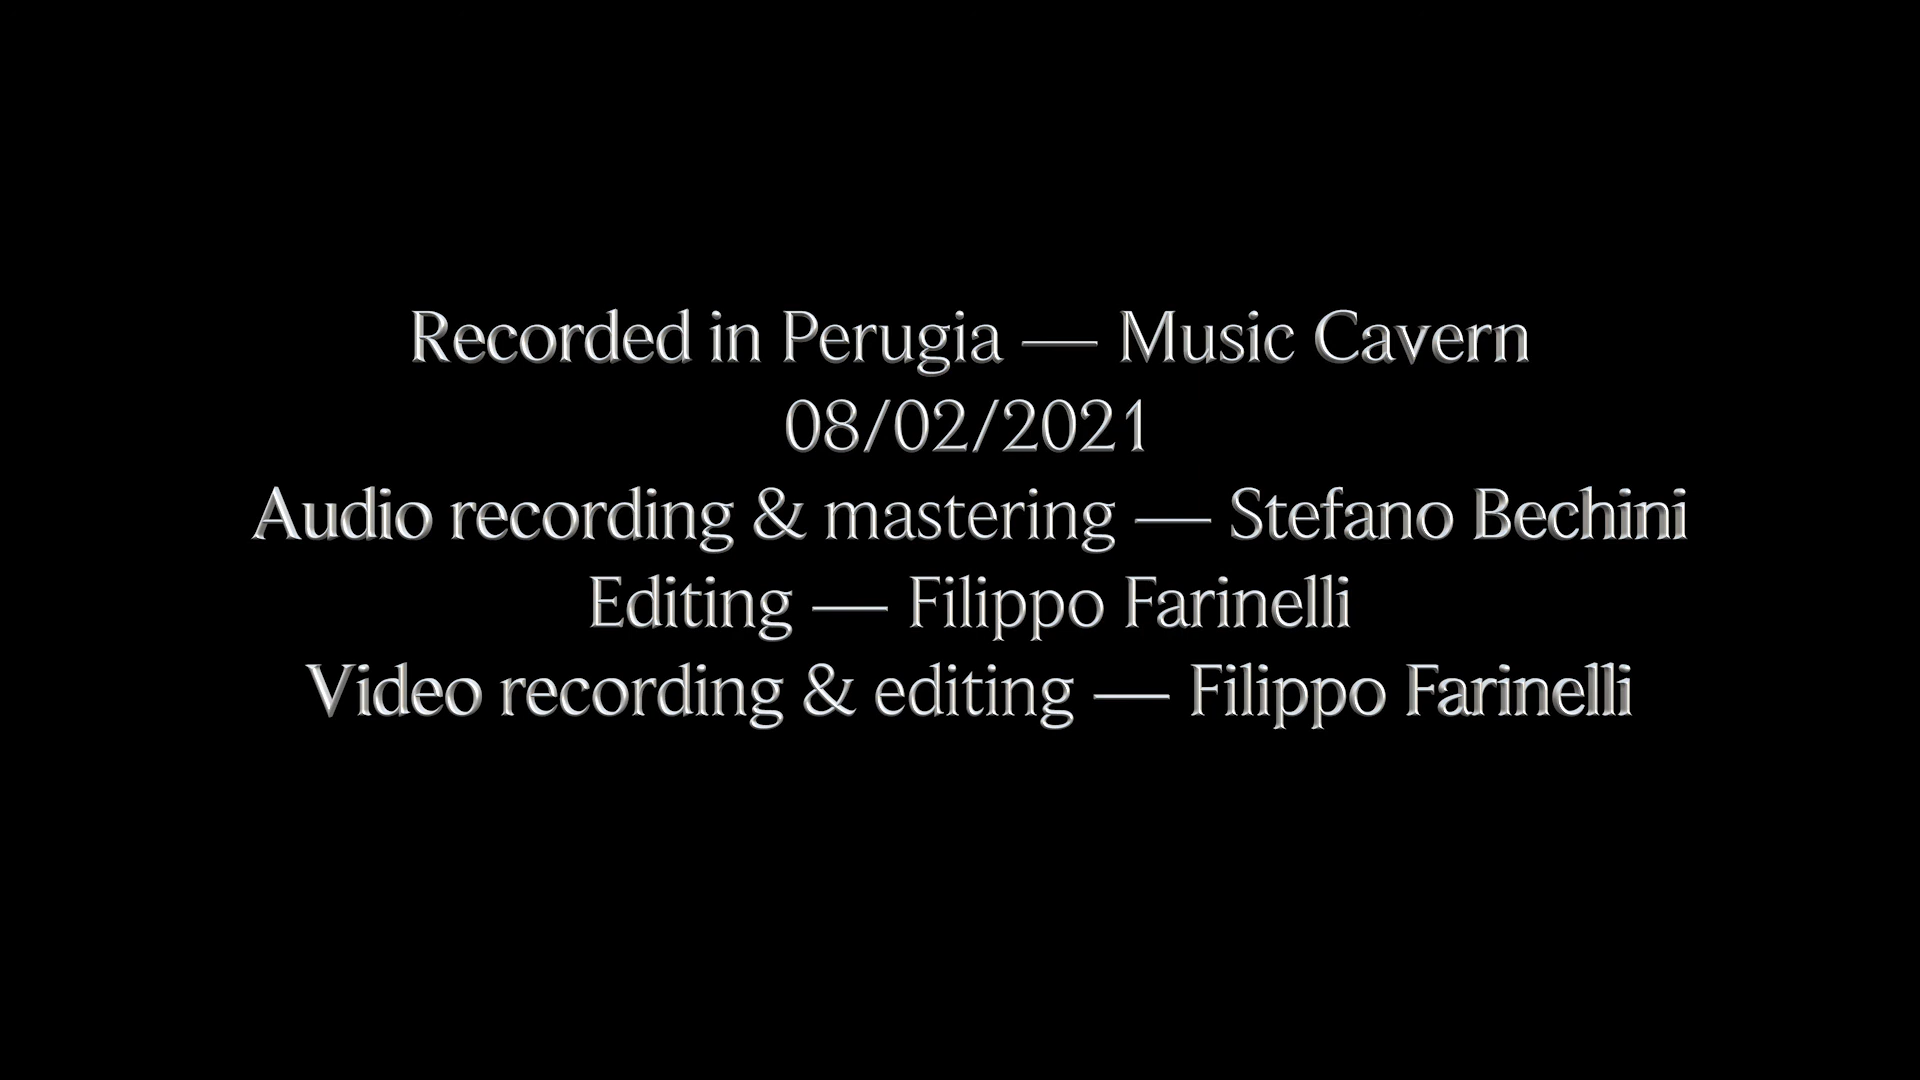 Recorded in Perugia — Music Cavern
08/02/2021
Audio recording & mastering — Stefano Bechini
Editing — Filippo Farinelli
Video recording & editing — Filippo Farinelli